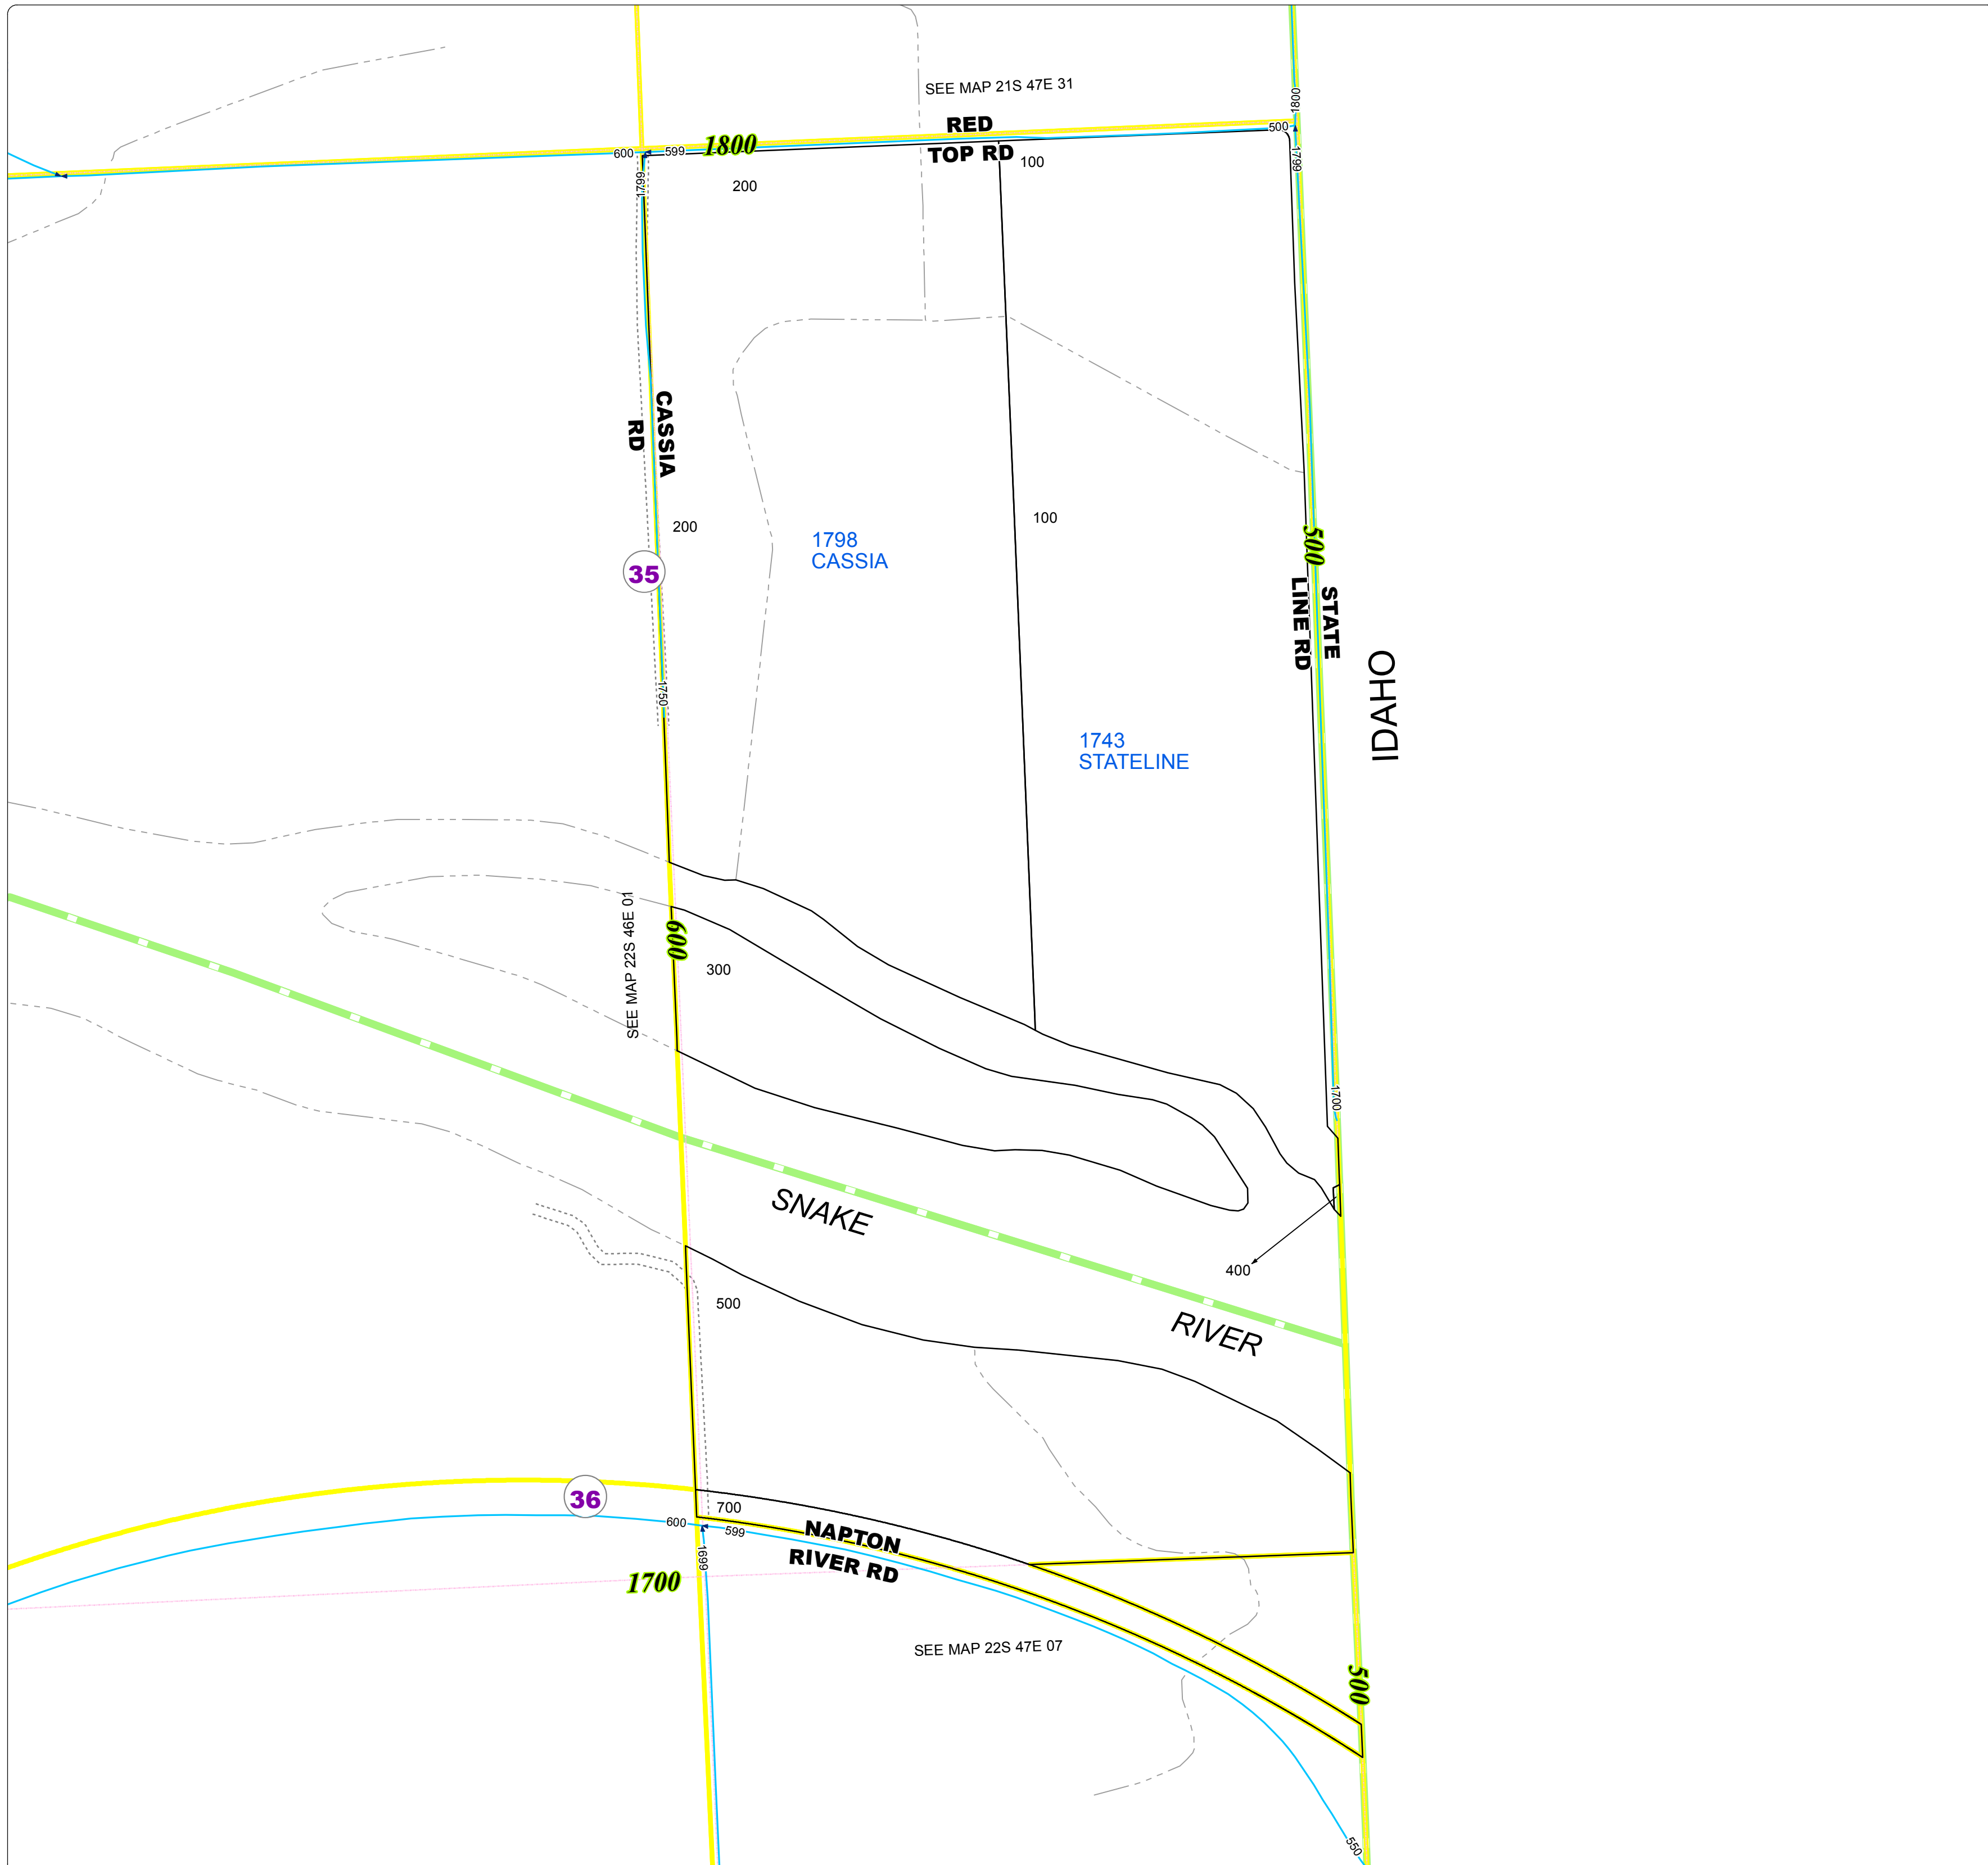 SEE MAP 21S 47E 31
1800
RED
TOP RD
1800
500
1799
600
599
1799
200
100
CASSIA
RD
200
35
1798
CASSIA
100
500
STATE
LINE RD
IDAHO
1750
1743
STATELINE
SEE MAP 22S 46E 01
600
300
1700
SNAKE
RIVER
400
500
36
700
600
599
1699
NAPTON
RIVER RD
1700
SEE MAP 22S 47E 07
500
550